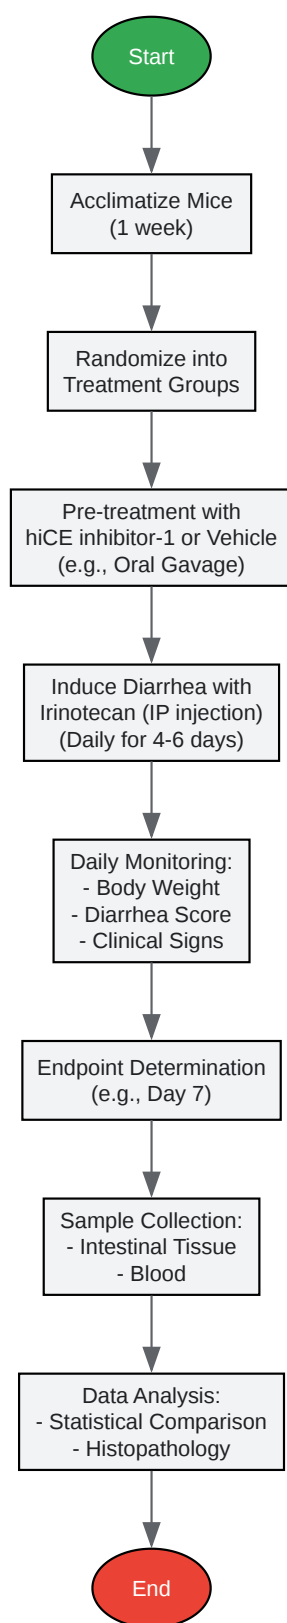 Start
Acclimatize Mice
(1 week)
Randomize into
Treatment Groups
Pre-treatment with
hiCE inhibitor-1 or Vehicle
(e.g., Oral Gavage)
Induce Diarrhea with
Irinotecan (IP injection)
(Daily for 4-6 days)
Daily Monitoring:
- Body Weight
- Diarrhea Score
- Clinical Signs
Endpoint Determination
(e.g., Day 7)
Sample Collection:
- Intestinal Tissue
- Blood
Data Analysis:
- Statistical Comparison
- Histopathology
End